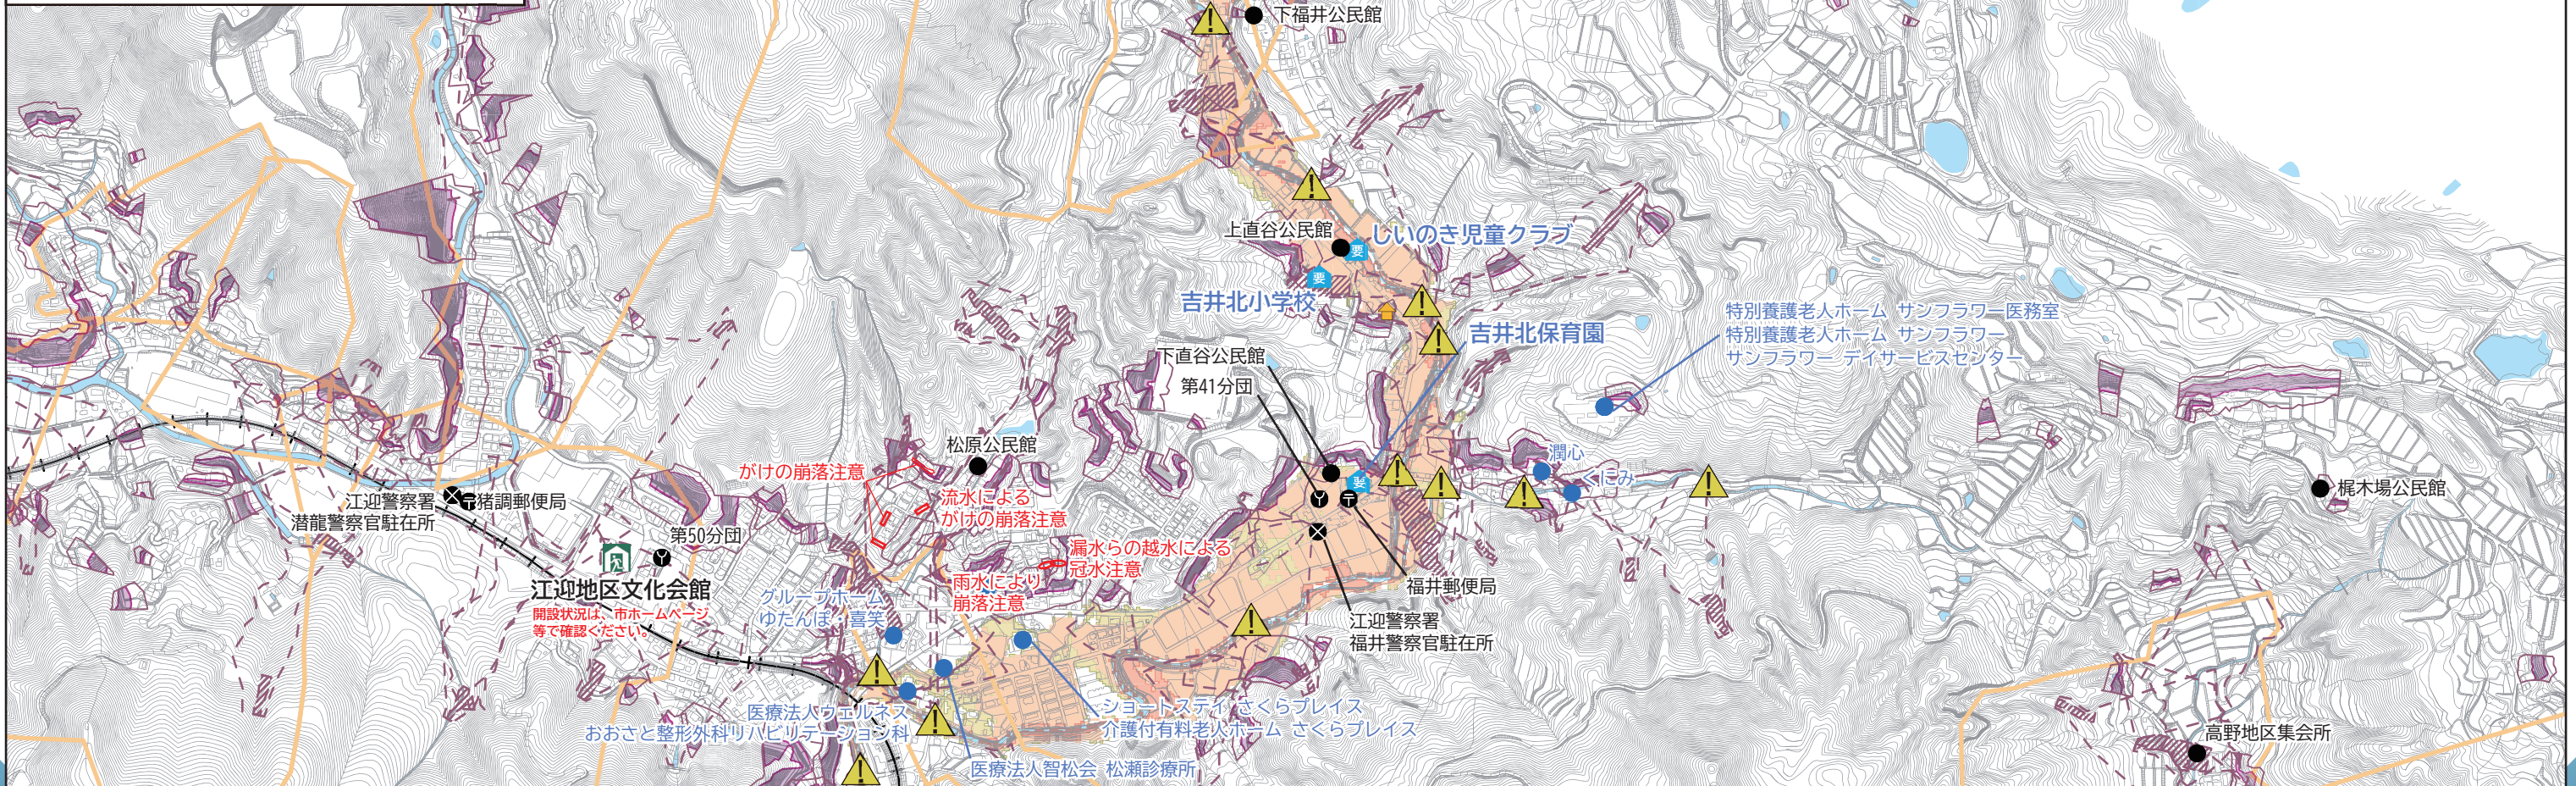 下福井公民館
上直谷公民館
しいのき児童クラブ
要
要
吉井北小学校
吉井北保育園
下直谷公民館
第41分団
特別養護老人ホーム サンフラワー医務室
特別養護老人ホーム サンフラワー
サンフラワー デイサービスセンター
松原公民館
がけの崩落注意
流水による
がけの崩落注意
潤心
くにみ
要
梶木場公民館
江迎警察署
潜龍警察官駐在所
猪調郵便局
第50分団
漏水らの越水による
冠水注意
雨水により
崩落注意
江迎地区文化会館
開設状況は、市ホームページ
等で確認ください。
グループホーム
ゆたんぽ・喜笑
福井郵便局
江迎警察署
福井警察官駐在所
医療法人ウェルネス
おおさと整形外科リハビリテーション科
ショートステイ さくらプレイス
介護付有料老人ホーム さくらプレイス
医療法人智松会 松瀬診療所
高野地区集会所